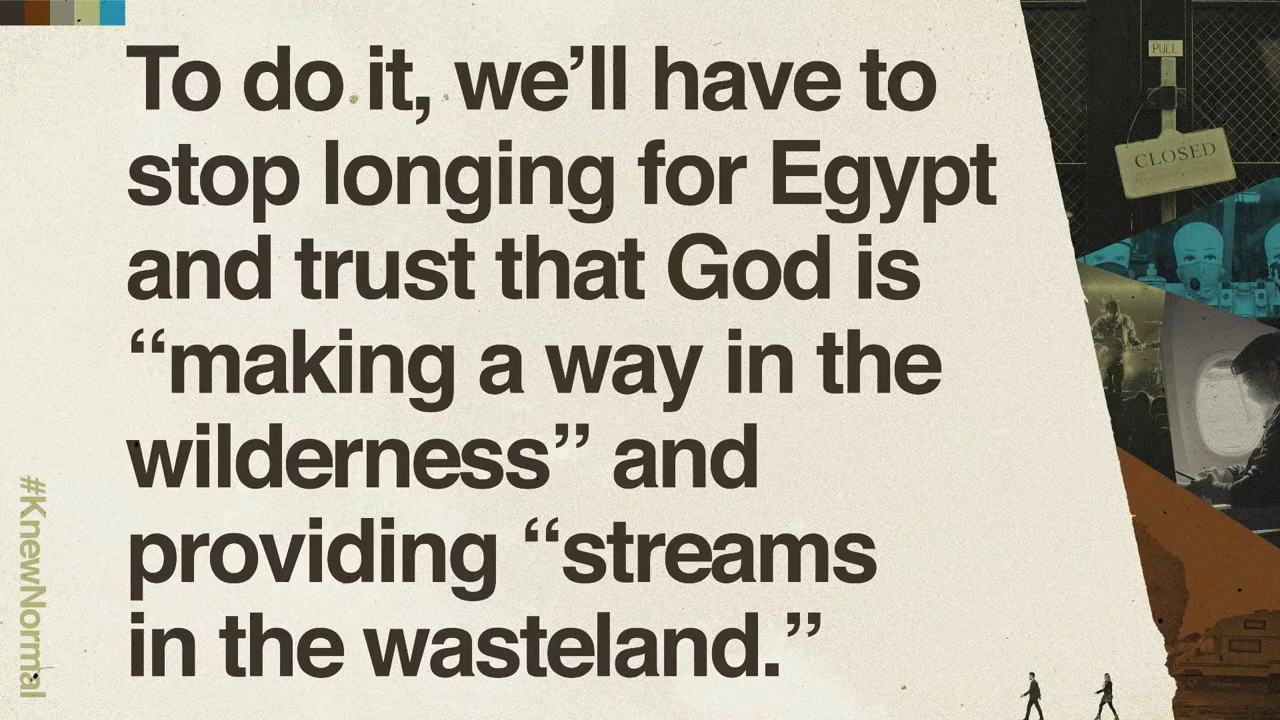 To do it, we’ll have to
stop longing for Egypt
and trust that God is
“making a way in the
wilderness” and
providing “streams
in the wasteland.”
#KnewNormal
PULL
CLOSED